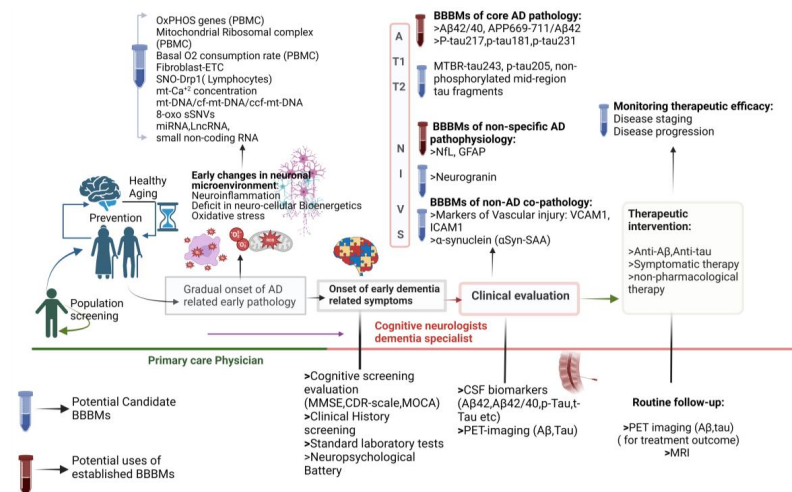 OxPHOS genes (PBMC)
Mitochondrial Ribosomal complex
(PBMC)
Basal O2 consumption rate (PBMC)
Fibroblast-ETC
SNO-Drp1( Lymphocytes)
mt-Ca⁺² concentration
mt-DNA/cf-mt-DNA/ccf-mt-DNA
8-oxo sSNVs
miRNA,LncRNA,
small non-coding RNA
A
T1
T2
N
I
V
S
BBBMs of core AD pathology:
>Aβ42/40, APP669-711/Aβ42
>P-tau217,p-tau181,p-tau231
MTBR-tau243, p-tau205, non-
phosphorylated mid-region
tau fragments
BBBMs of non-specific AD
pathophysiology:
>NfL, GFAP
>Neurogranin
BBBMs of non-AD co-pathology:
>Markers of Vascular injury: VCAM1,
ICAM1
>α-synuclein (αSyn-SAA)
Monitoring therapeutic efficacy:
Disease staging
Disease progression
Healthy
Aging
Prevention
Early changes in neuronal
microenvironment:
Neuroinflammation
Deficit in neuro-cellular Bioenergetics
Oxidative stress
Population
screening
Gradual onset of AD
related early pathology
Onset of early dementia
related symptoms
Clinical evaluation
Therapeutic
intervention:
>Anti-Aβ,Anti-tau
>Symptomatic therapy
>non-pharmacological
therapy
Cognitive neurologists
dementia specialist
Primary care Physician
Potential Candidate
BBBMs
Potential uses of
established BBBMs
>Cognitive screening
evaluation
(MMSE,CDR-scale,MOCA)
>Clinical History
screening
>Standard laboratory tests
>Neuropsychological
Battery
>CSF biomarkers
(Aβ42,Aβ42/40,p-Tau,t-
Tau etc)
>PET-imaging (Aβ,Tau)
Routine follow-up:
>PET imaging (Aβ,tau)
( for treatment outcome)
>MRI